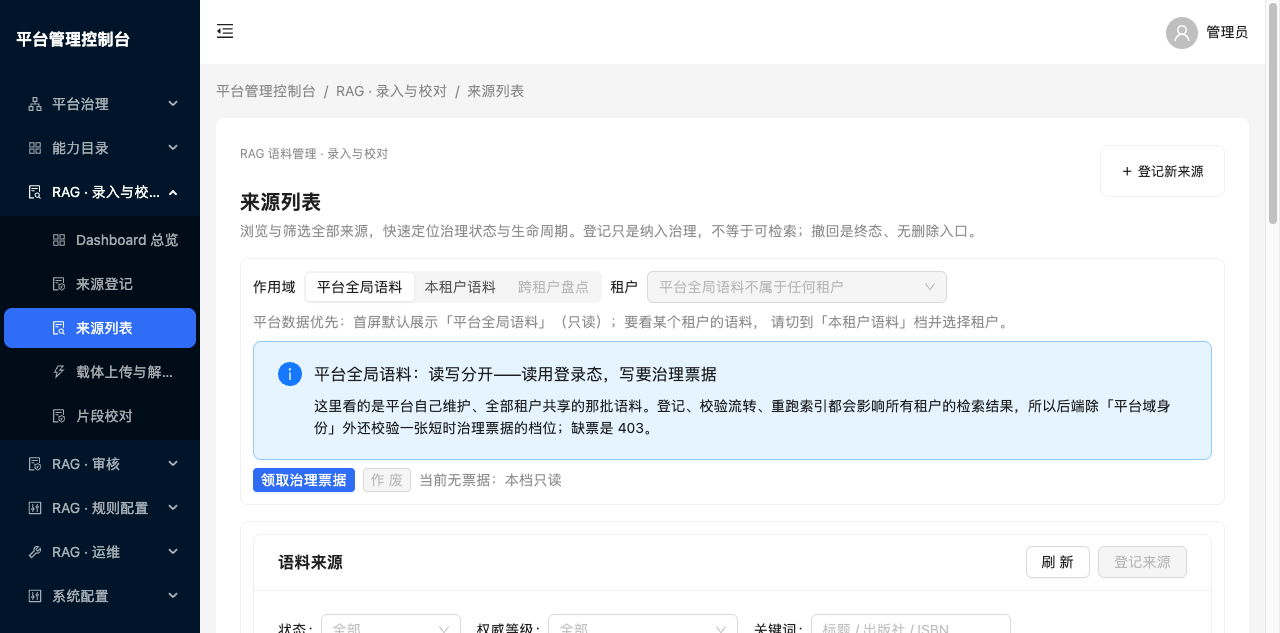 平台管理控制台
管理员
平台治理
能力目录
RAG · 录入与校...
Dashboard 总览
来源登记
来源列表
载体上传与解...
片段校对
RAG · 审核
RAG · 规则配置
RAG · 运维
系统配置
平台管理控制台 / RAG · 录入与校对 / 来源列表
RAG 语料管理 · 录入与校对
+ 登记新来源
来源列表
浏览与筛选全部来源，快速定位治理状态与生命周期。登记只是纳入治理，不等于可检索；撤回是终态、无删除入口。
作用域 平台全局语料 本租户语料 跨租户盘点 租户 平台全局语料不属于任何租户
平台数据优先：首屏默认展示「平台全局语料」（只读）；要看某个租户的语料， 请切到「本租户语料」档并选择租户。
平台全局语料：读写分开——读用登录态，写要治理票据
这里看的是平台自己维护、全部租户共享的那批语料。登记、校验流转、重跑索引都会影响所有租户的检索结果，所以后端除「平台域身
份」外还校验一张短时治理票据的档位；缺票是 403。
领取治理票据 作 废 当前无票据：本档只读
语料来源
刷 新 登记来源
状态： 全部 权威等级： 全部 关键词： 标题 / 出版社 / ISBN